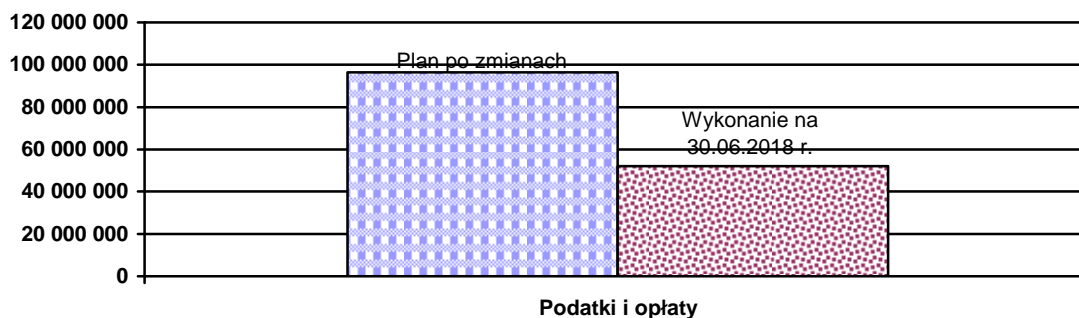 120 000 000
100 000 000
80 000 000
60 000 000
40 000 000
20 000 000
0
Plan po zmianach
Wykonanie na
30.06.2018 r.
Podatki i opłaty